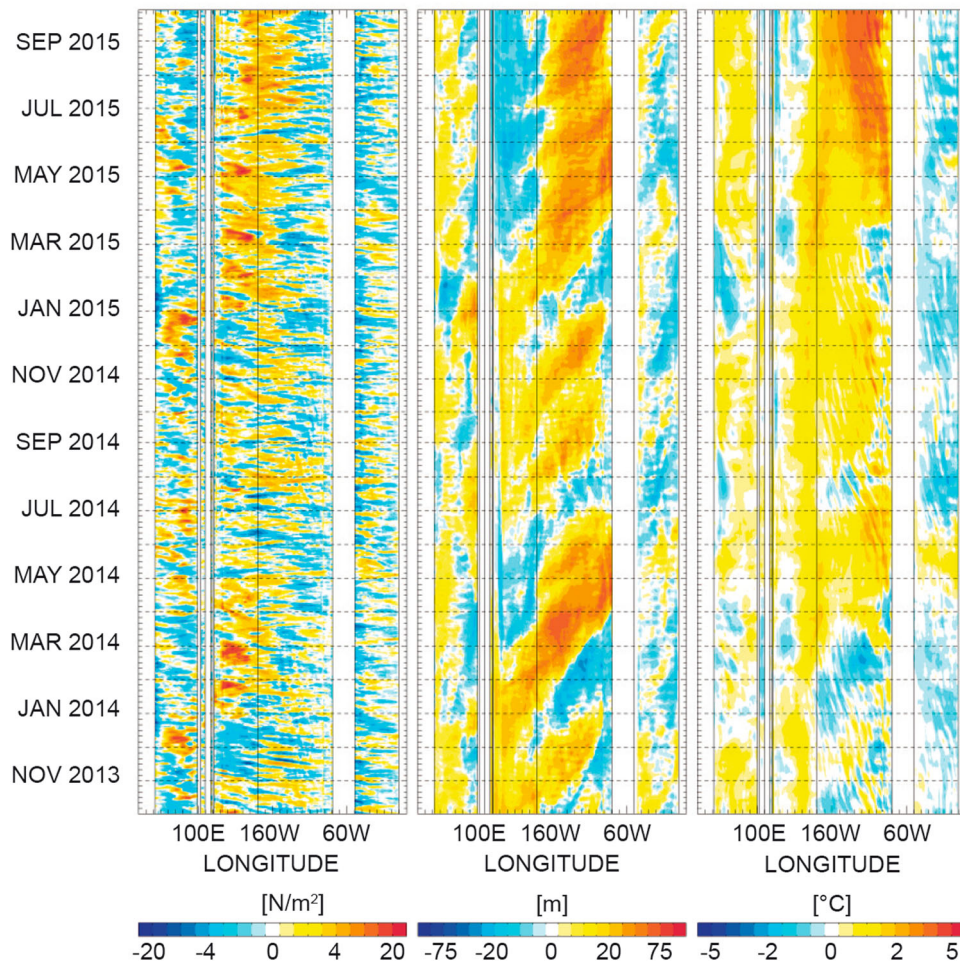 SEP 2015
JUL 2015
MAY 2015
MAR 2015
JAN 2015
NOV 2014
SEP 2014
JUL 2014
MAY 2014
MAR 2014
JAN 2014
NOV 2013
100E 160W 60W 100E 160W 60W 100E 160W 60W
LONGITUDE LONGITUDE LONGITUDE
[N/m²] [m] [°C]
-20 -4 0 4 20 -75 -20 0 20 75 -5 -2 0 2 5